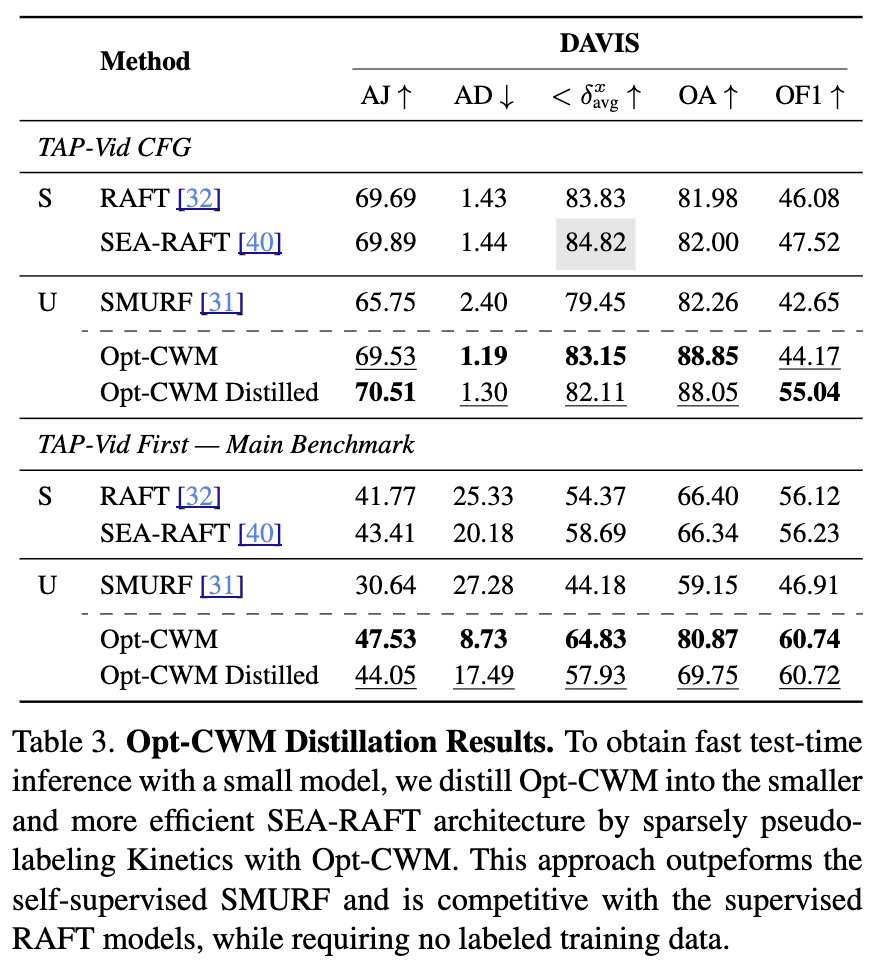 Method DAVIS
AJ ↑ AD ↓ < δ^x_avg ↑ OA ↑ OF1 ↑
TAP-Vid CFG
S RAFT [32] 69.69 1.43 83.83 81.98 46.08
SEA-RAFT [40] 69.89 1.44 84.82 82.00 47.52
U SMURF [31] 65.75 2.40 79.45 82.26 42.65
Opt-CWM 69.53 1.19 83.15 88.85 44.17
Opt-CWM Distilled 70.51 1.30 82.11 88.05 55.04
TAP-Vid First — Main Benchmark
S RAFT [32] 41.77 25.33 54.37 66.40 56.12
SEA-RAFT [40] 43.41 20.18 58.69 66.34 56.23
U SMURF [31] 30.64 27.28 44.18 59.15 46.91
Opt-CWM 47.53 8.73 64.83 80.87 60.74
Opt-CWM Distilled 44.05 17.49 57.93 69.75 60.72
Table 3. Opt-CWM Distillation Results. To obtain fast test-time
inference with a small model, we distill Opt-CWM into the smaller
and more efficient SEA-RAFT architecture by sparsely pseudo-
labeling Kinetics with Opt-CWM. This approach outpeforms the
self-supervised SMURF and is competitive with the supervised
RAFT models, while requiring no labeled training data.